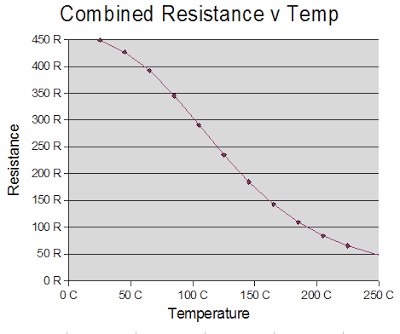 Combined Resistance v Temp
450 R
400 R
350 R
300 R
250 R
200 R
150 R
100 R
50 R
0 R
Resistance
0 C
50 C
100 C
150 C
200 C
250 C
Temperature